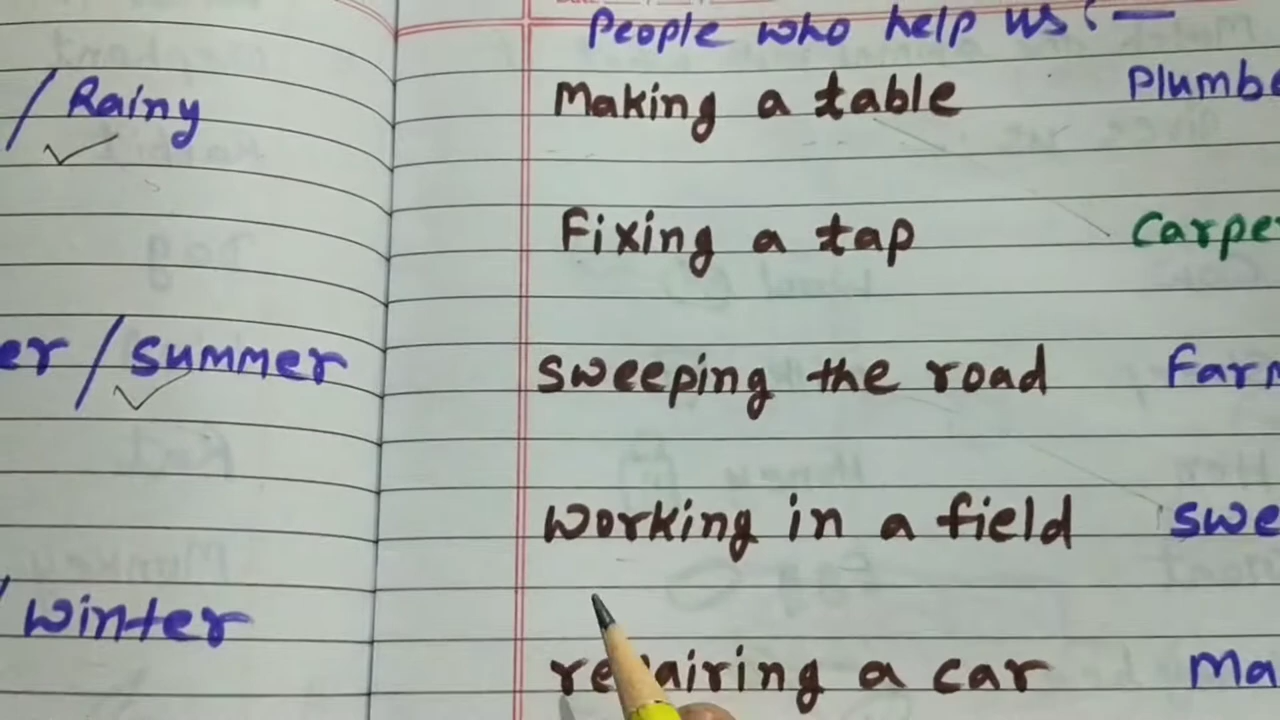 People who help us :-
/ Rainy
Making a table Plumbe
Fixing a tap Carpe
er / Summer
Sweeping the road Farm
Working in a field Swe
/ Winter
repairing a car Ma